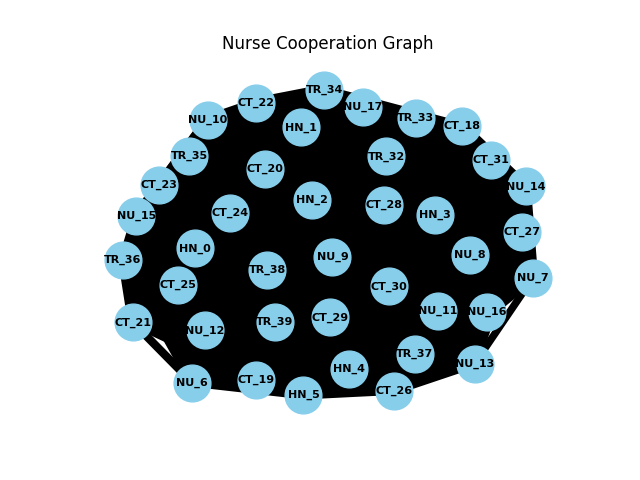 Nurse Cooperation Graph
TR_34
CT_22
NU_17
NU_10
TR_33
HN_1
CT_18
TR_35
TR_32
CT_31
CT_20
CT_23
NU_14
HN_2
CT_28
CT_24
HN_3
NU_15
CT_27
HN_0
NU_8
NU_9
TR_36
TR_38
NU_7
CT_25
CT_30
NU_11
NU_16
CT_29
TR_39
CT_21
NU_12
TR_37
NU_13
HN_4
CT_19
NU_6
CT_26
HN_5